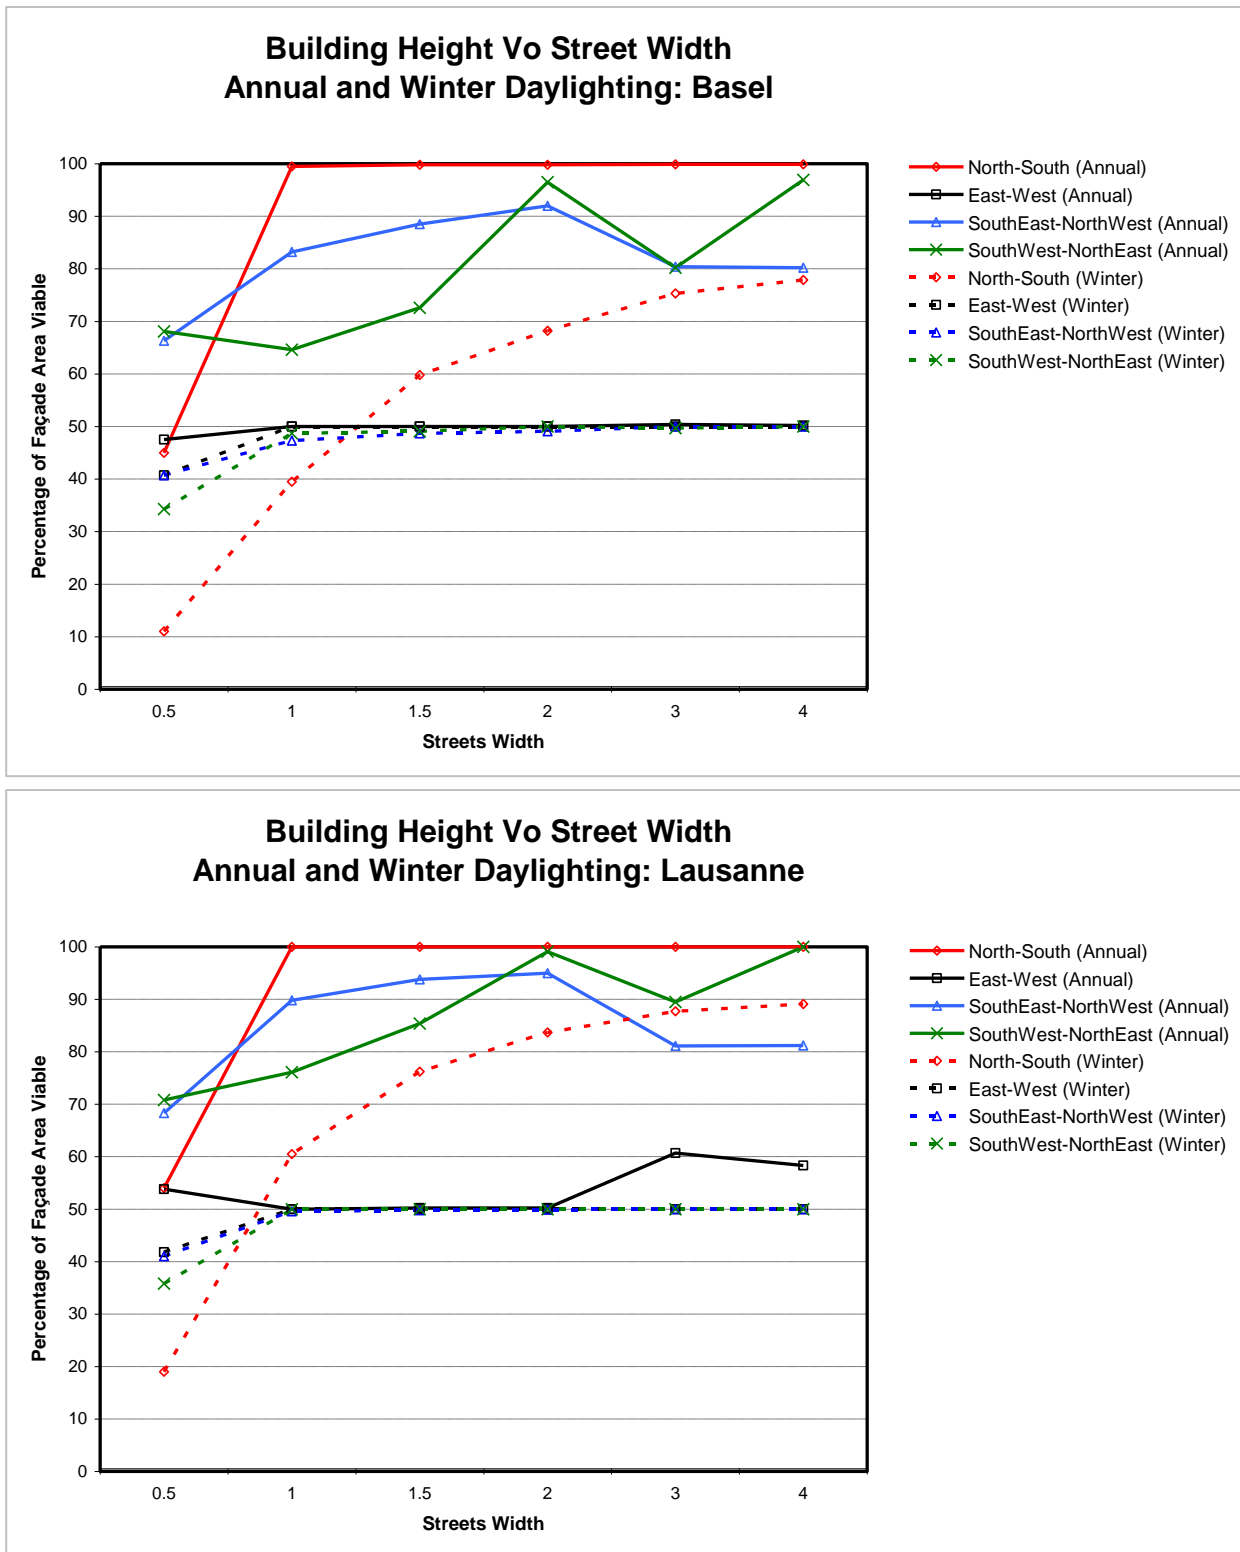 Building Height Vo Street Width
Annual and Winter Daylighting: Basel
Percentage of Façade Area Viable
100
90
80
70
60
50
40
30
20
10
0
0.5
1
1.5
2
3
4
Streets Width
North-South (Annual)
East-West (Annual)
SouthEast-NorthWest (Annual)
SouthWest-NorthEast (Annual)
North-South (Winter)
East-West (Winter)
SouthEast-NorthWest (Winter)
SouthWest-NorthEast (Winter)
Building Height Vo Street Width
Annual and Winter Daylighting: Lausanne
Percentage of Façade Area Viable
100
90
80
70
60
50
40
30
20
10
0
0.5
1
1.5
2
3
4
Streets Width
North-South (Annual)
East-West (Annual)
SouthEast-NorthWest (Annual)
SouthWest-NorthEast (Annual)
North-South (Winter)
East-West (Winter)
SouthEast-NorthWest (Winter)
SouthWest-NorthEast (Winter)